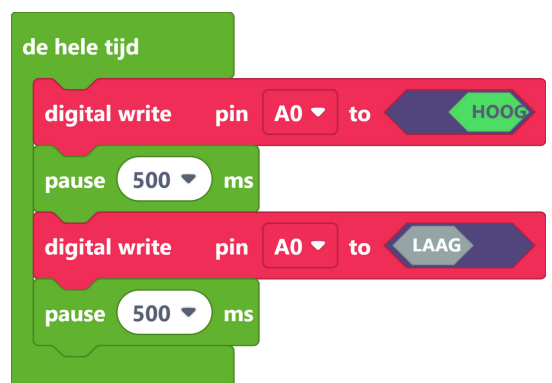 de hele tijd
digital write pin A0 to HOOG
pause 500 ms
digital write pin A0 to LAAG
pause 500 ms